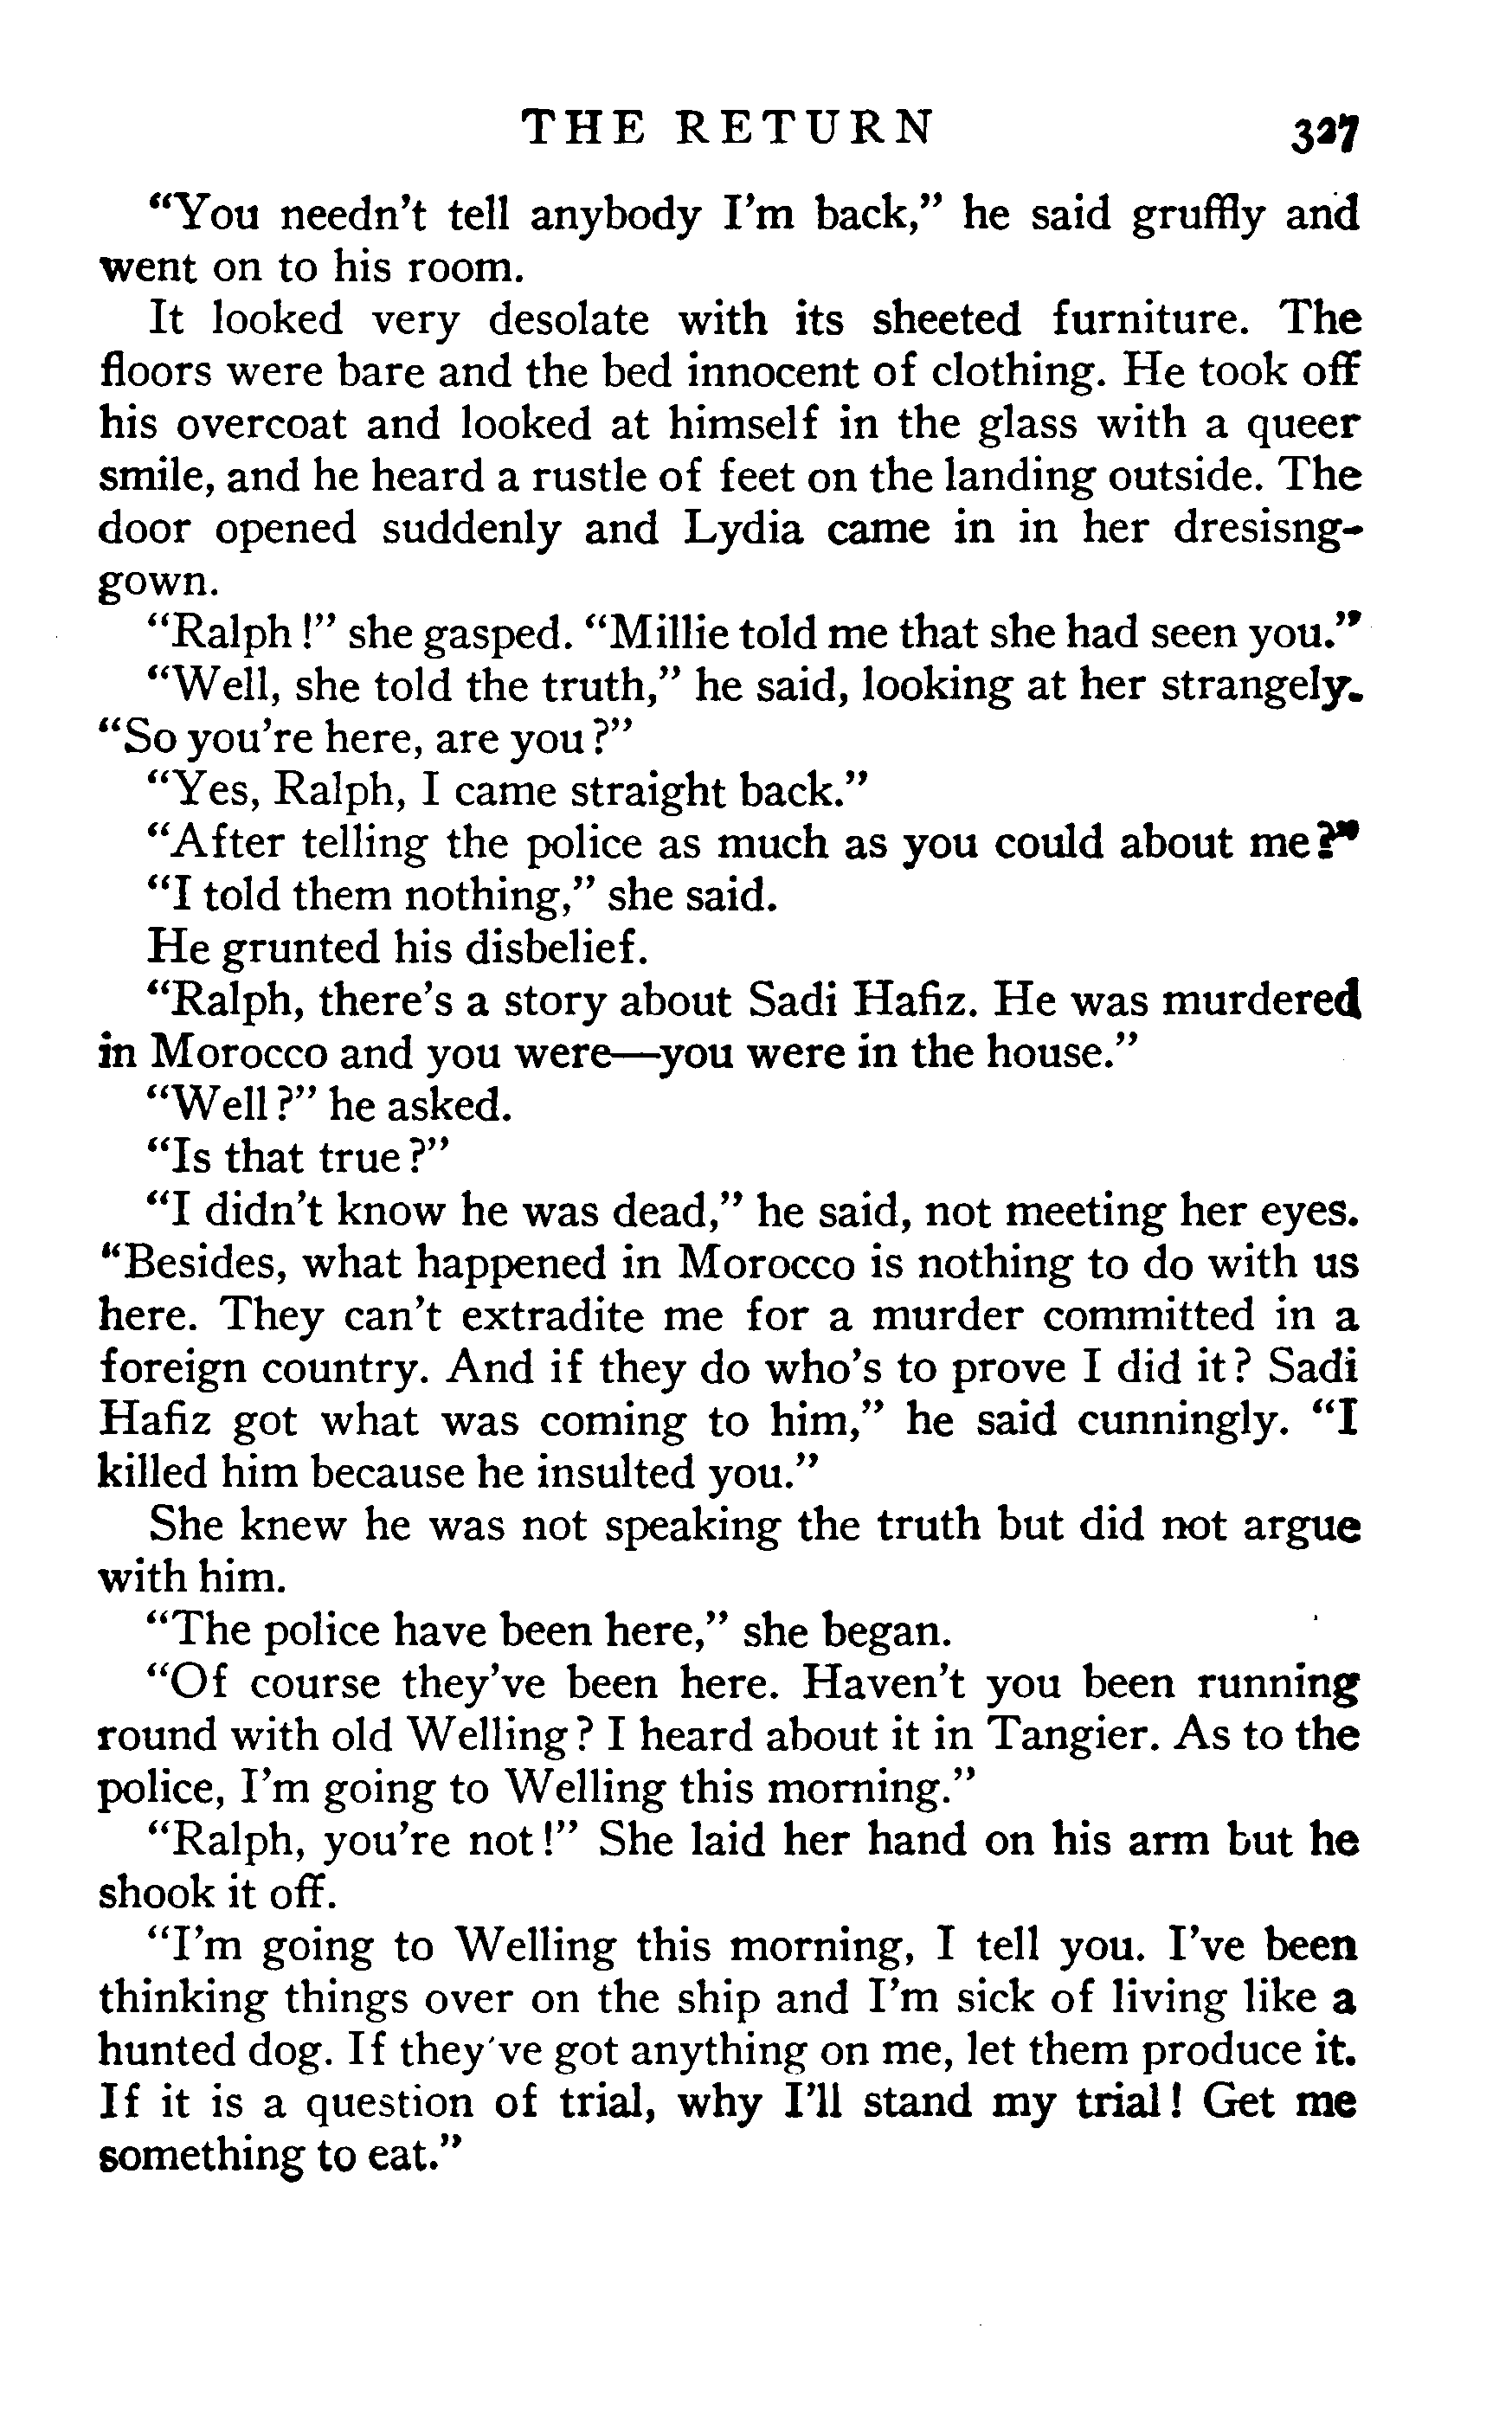 THE RETURN 327
"You needn't tell anybody I'm back," he said gruffly and
went on to his room.
It looked very desolate with its sheeted furniture. The
floors were bare and the bed innocent of clothing. He took off
his overcoat and looked at himself in the glass with a queer
smile, and he heard a rustle of feet on the landing outside. The
door opened suddenly and Lydia came in in her dresisng-
gown.
"Ralph!" she gasped. "Millie told me that she had seen you."
"Well, she told the truth," he said, looking at her strangely.
"So you're here, are you?"
"Yes, Ralph, I came straight back."
"After telling the police as much as you could about me?"
"I told them nothing," she said.
He grunted his disbelief.
"Ralph, there's a story about Sadi Hafiz. He was murdered
in Morocco and you were—you were in the house."
"Well?" he asked.
"Is that true?"
"I didn't know he was dead," he said, not meeting her eyes.
"Besides, what happened in Morocco is nothing to do with us
here. They can't extradite me for a murder committed in a
foreign country. And if they do who's to prove I did it? Sadi
Hafiz got what was coming to him," he said cunningly. "I
killed him because he insulted you."
She knew he was not speaking the truth but did not argue
with him.
"The police have been here," she began.
"Of course they've been here. Haven't you been running
round with old Welling? I heard about it in Tangier. As to the
police, I'm going to Welling this morning."
"Ralph, you're not!" She laid her hand on his arm but he
shook it off.
"I'm going to Welling this morning, I tell you. I've been
thinking things over on the ship and I'm sick of living like a
hunted dog. If they've got anything on me, let them produce it.
If it is a question of trial, why I'll stand my trial! Get me
something to eat."